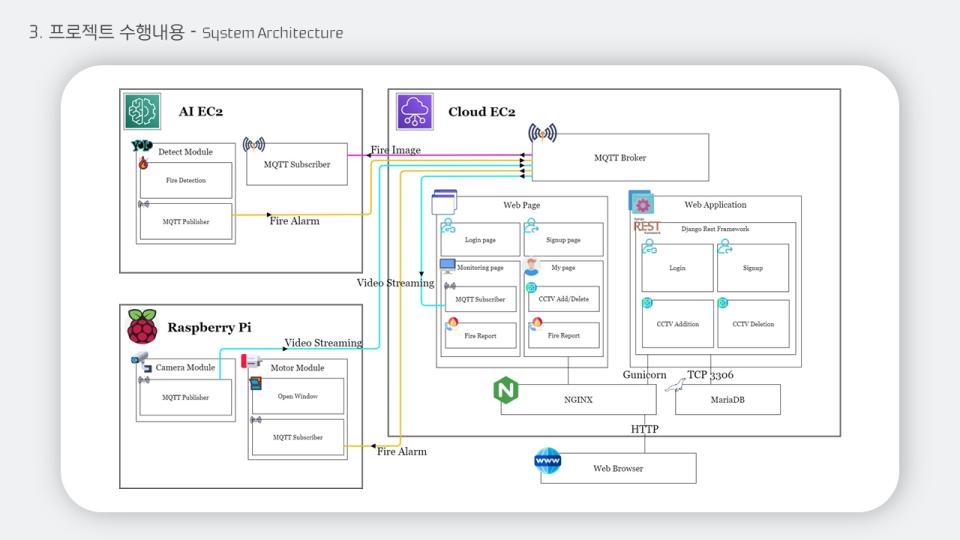 3. 프로젝트 수행내용 - System Architecture
AI EC2
YOLO
Detect Module
Fire Detection
MQTT Publisher
MQTT Subscriber
Fire Image
Fire Alarm
Cloud EC2
MQTT Broker
Web Page
Login page
Signup page
Monitoring page
My page
MQTT Subscriber
CCTV Add/Delete
Fire Report
Fire Report
Web Application
django
REST
framework
Django Rest Framework
Login
Signup
CCTV Addition
CCTV Deletion
Video Streaming
Raspberry Pi
Video Streaming
Camera Module
MQTT Publisher
Motor Module
Open Window
MQTT Subscriber
Fire Alarm
Gunicorn
TCP 3306
N
NGINX
MariaDB
HTTP
WWW
Web Browser